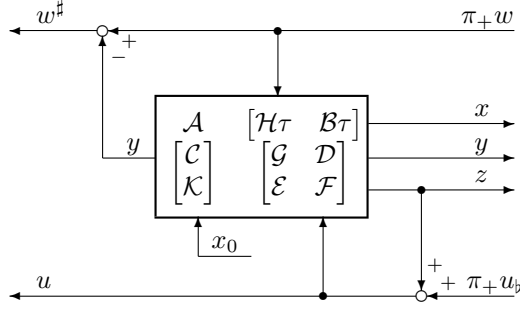 w♯ + π₊w
−
𝒜 [ℋτ ℬτ] x
y [𝒞 [𝒢 𝒟 y
𝒦] ℰ ℱ] z
x₀ +
u + π₊u♭